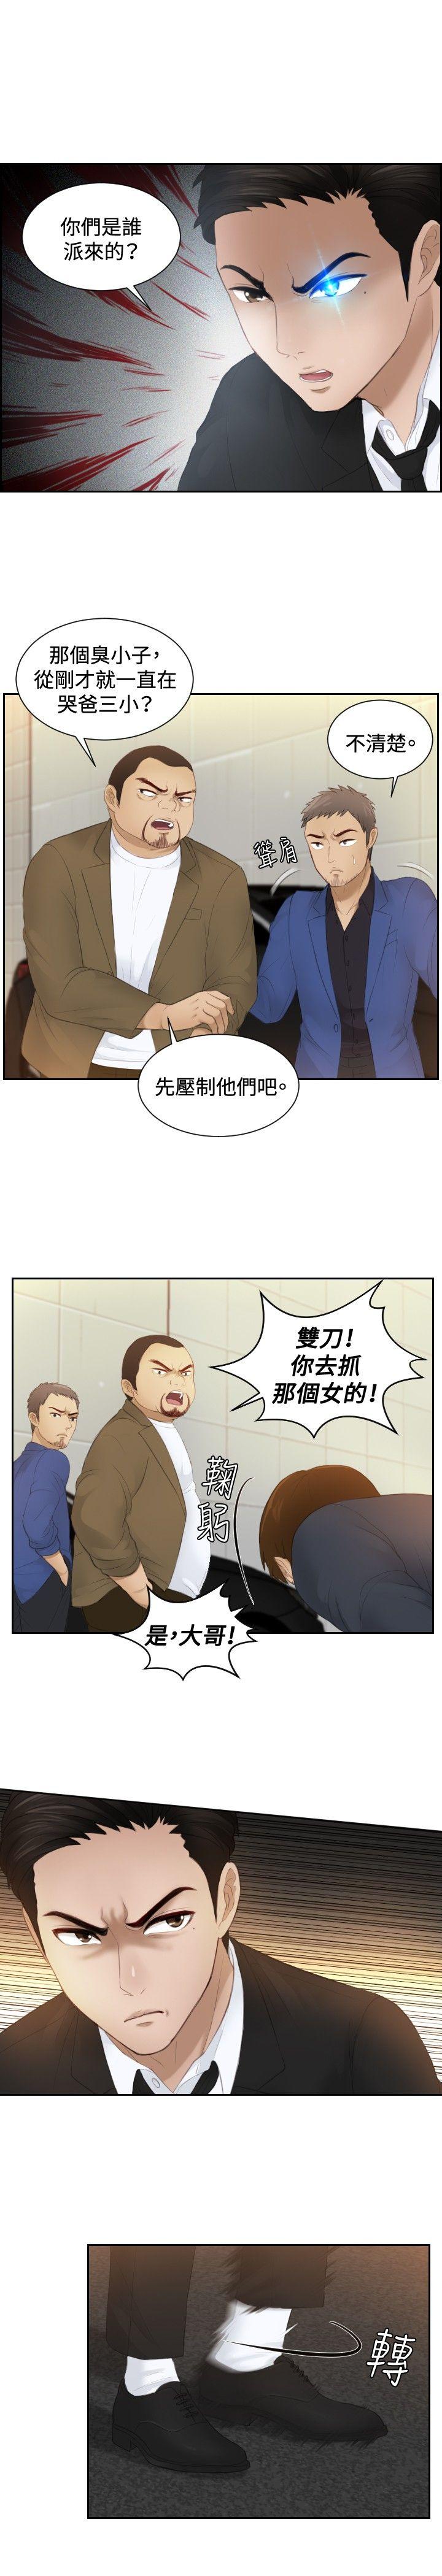 你們是誰
派來的？
那個臭小子，
從剛才就一直在
哭爸三小？
不清楚。
聳肩
先壓制他們吧。
雙刀！
你去抓
那個女的！
鞠躬
是，大哥！
轉